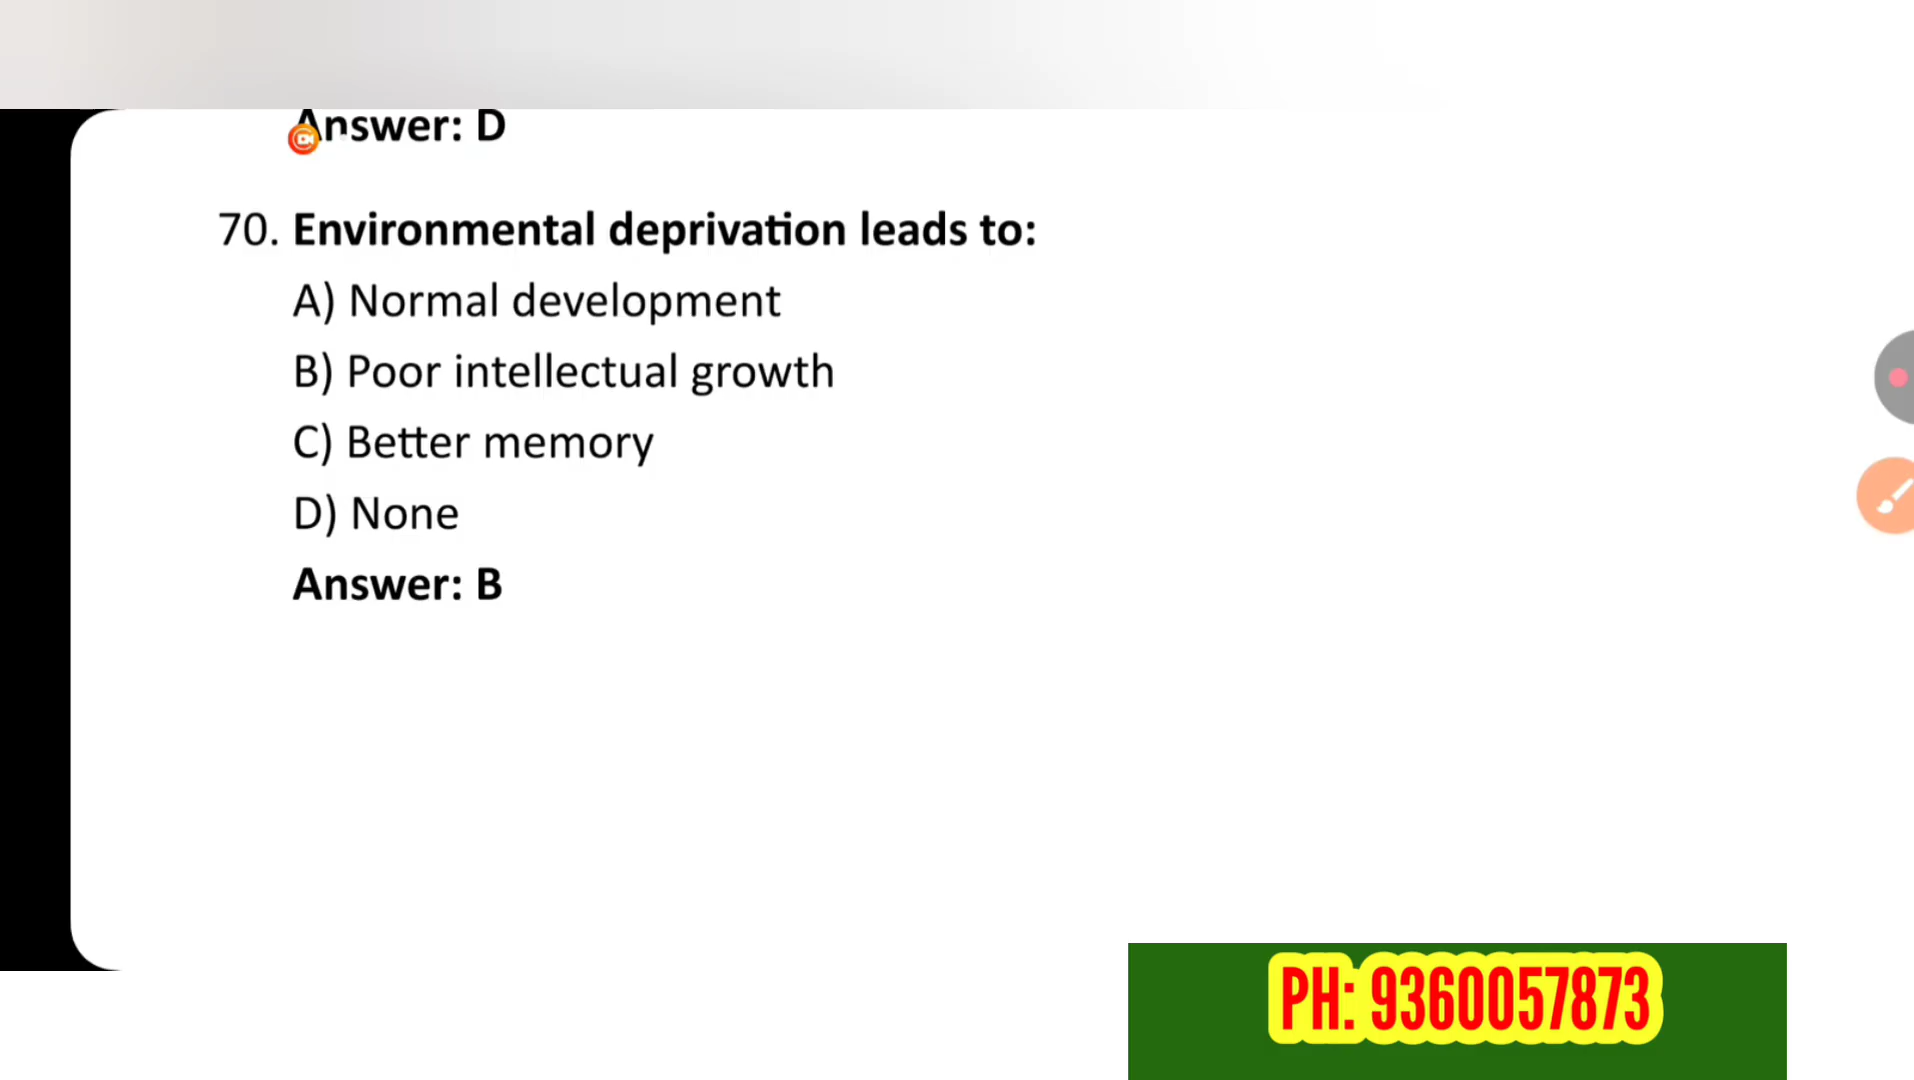 Answer: D
70. Environmental deprivation leads to:
A) Normal development
B) Poor intellectual growth
C) Better memory
D) None
Answer: B
PH: 9360057873